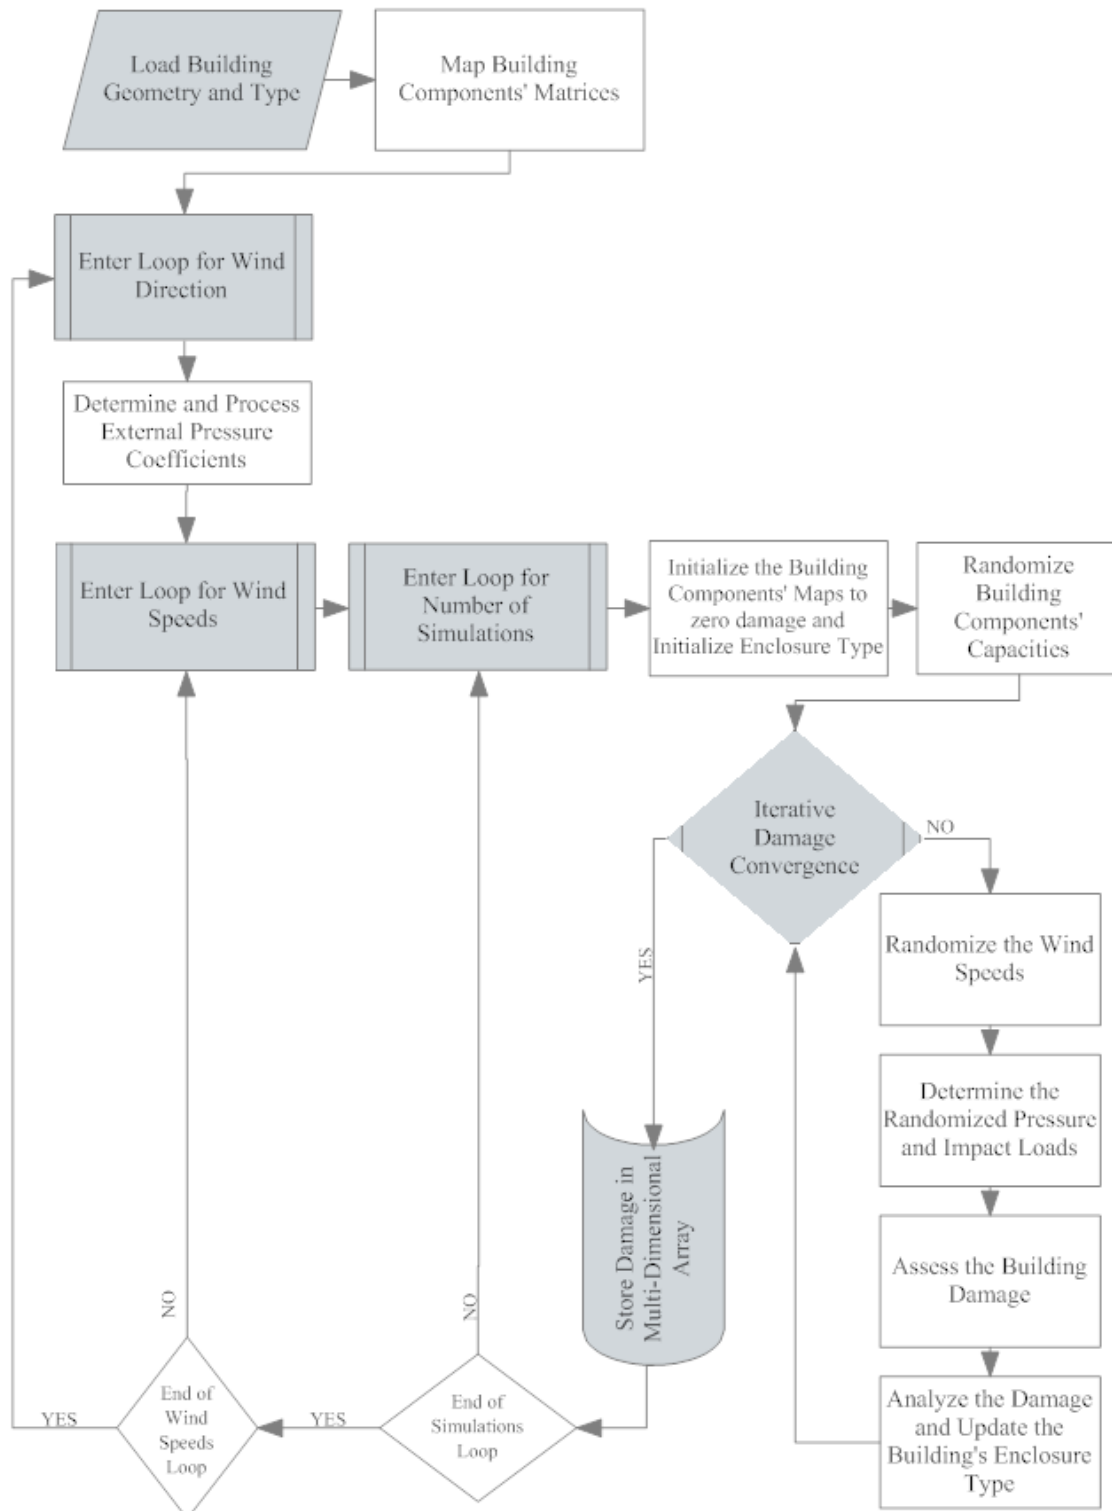 Load Building
Geometry and Type
Map Building
Components' Matrices
Enter Loop for Wind
Direction
Determine and Process
External Pressure
Coefficients
Enter Loop for Wind
Speeds
Enter Loop for
Number of
Simulations
Initialize the Building
Components' Maps to
zero damage and
Initialize Enclosure Type
Randomize
Building
Components'
Capacities
Iterative
Damage
Convergence
NO
YES
Randomize the Wind
Speeds
Determine the
Randomized Pressure
and Impact Loads
Assess the Building
Damage
Analyze the Damage
and Update the
Building's Enclosure
Type
Store Damage in
Multi-Dimensional
Array
End of
Simulations
Loop
NO
YES
End of
Wind
Speeds
Loop
NO
YES